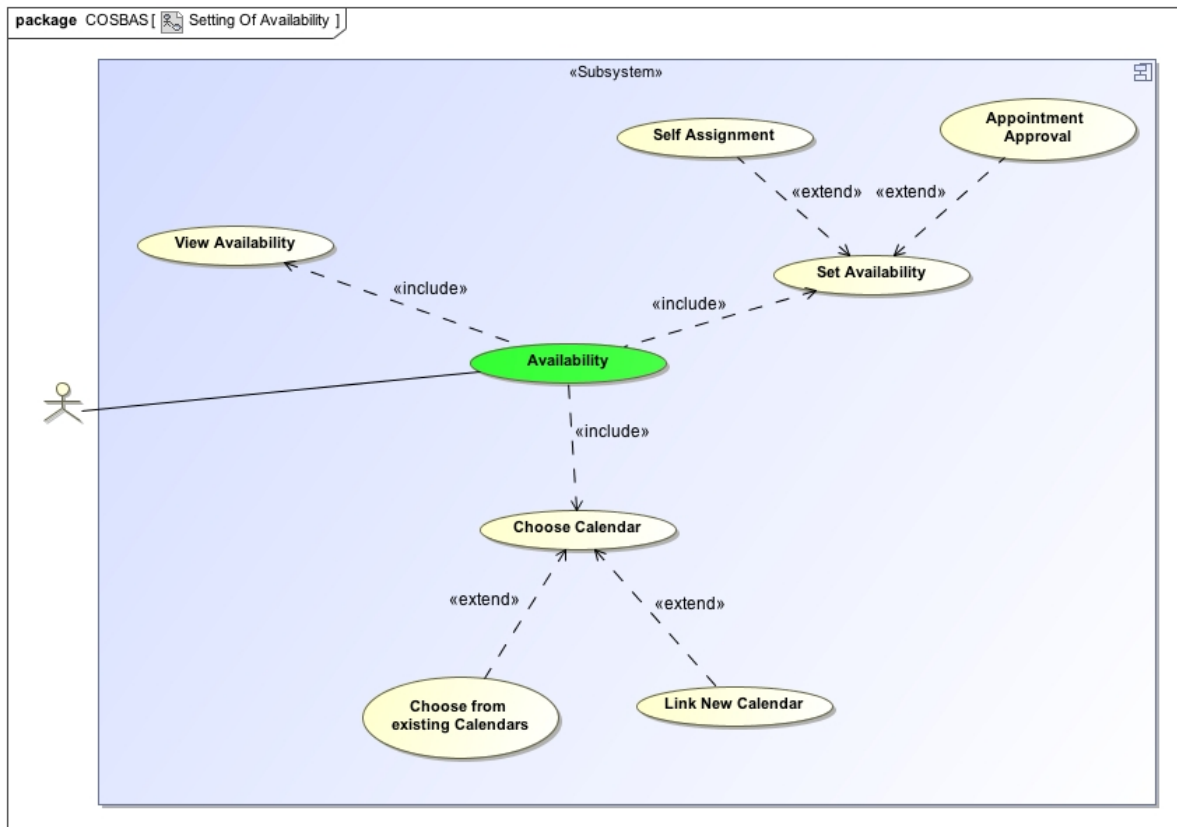 package COSBAS [ Setting Of Availability ]
«Subsystem»
Self Assignment
Appointment
Approval
«extend» «extend»
View Availability
Set Availability
«include»
«include»
Availability
«include»
Choose Calendar
«extend»
«extend»
Choose from
existing Calendars
Link New Calendar